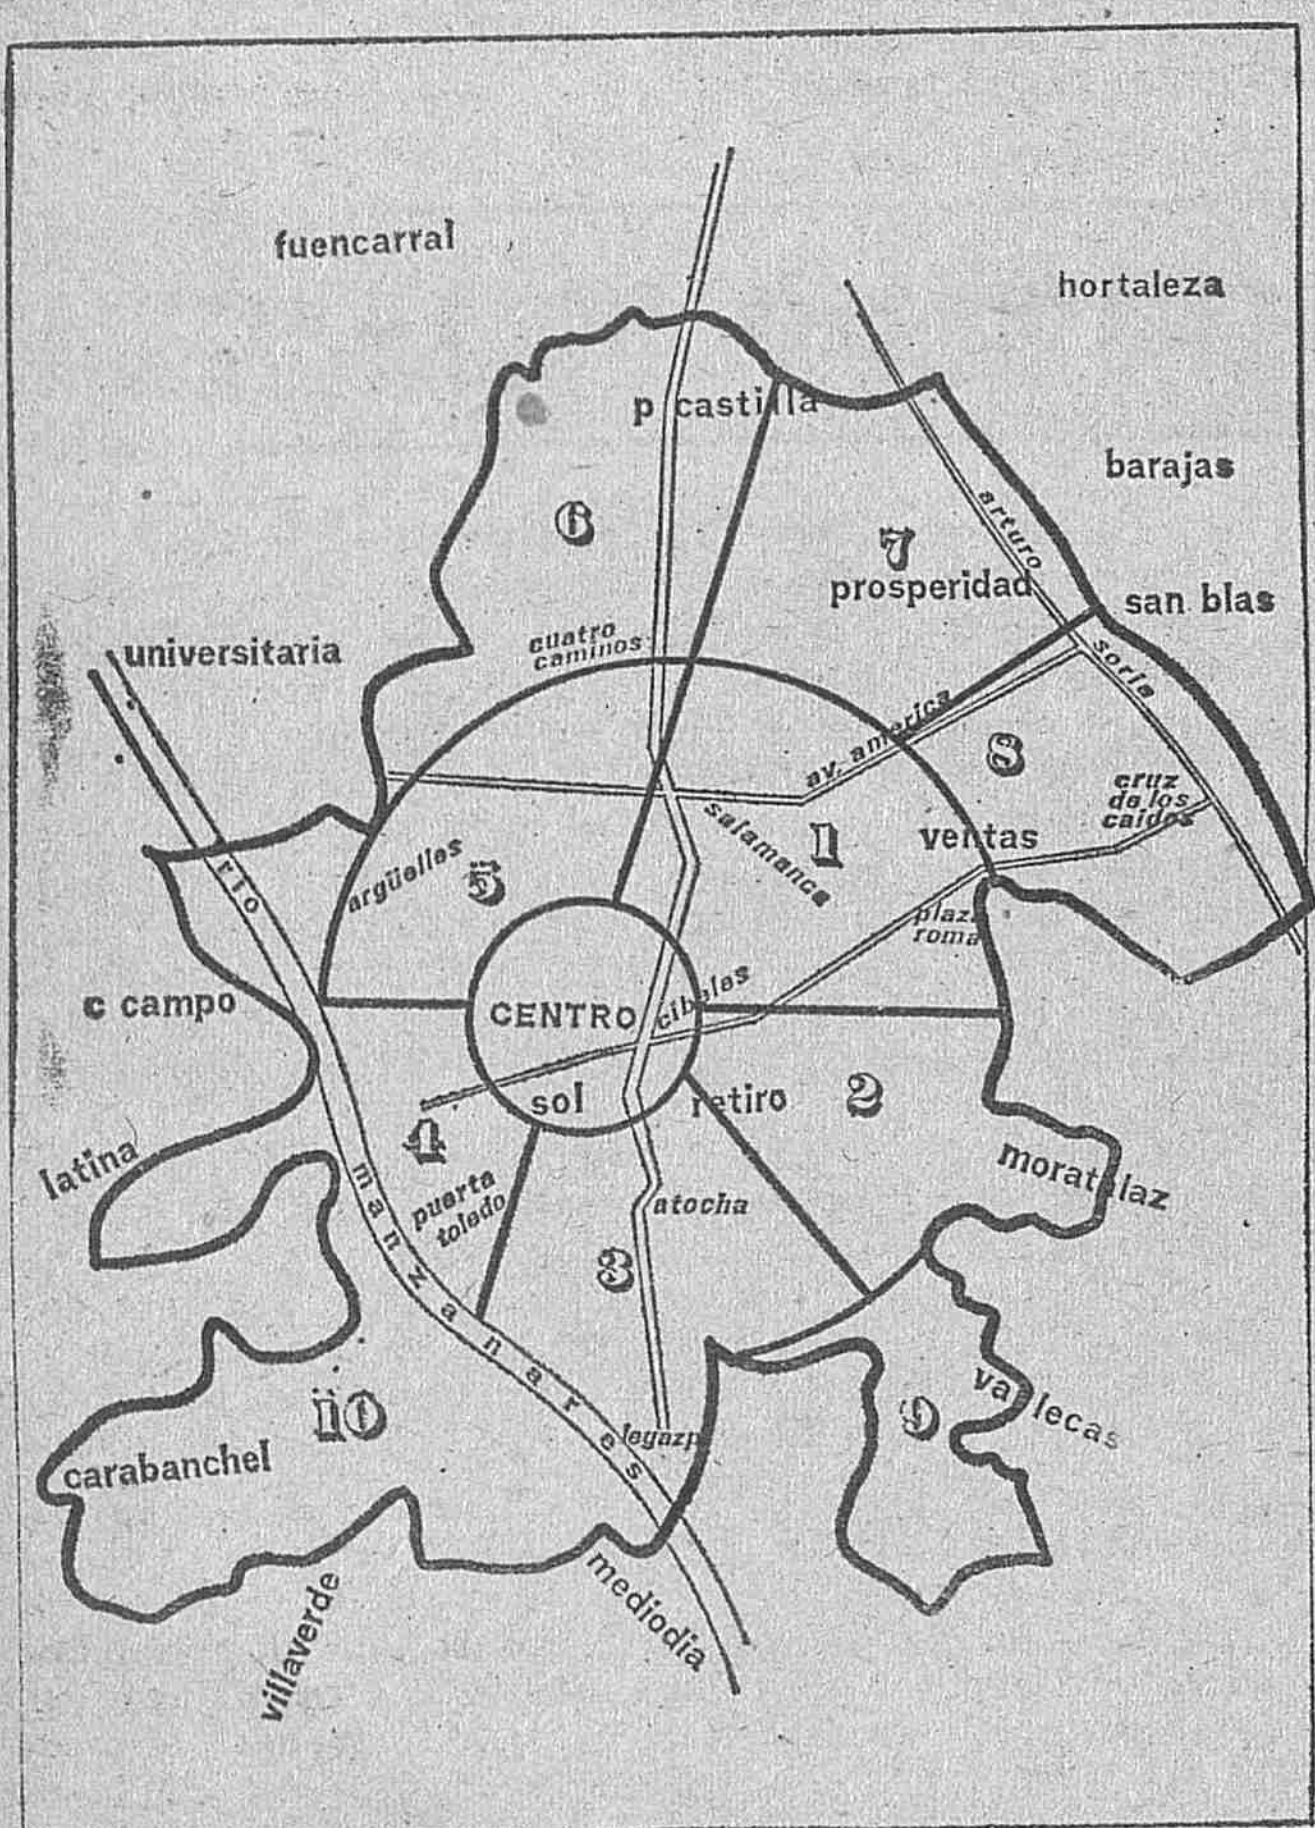 fuencarral
hortaleza
p castilla
barajas
6
7
arturo
prosperidad
san blas
cuatro
caminos
universitaria
soria
av. america
8
cruz
de los
caidos
salamanca
1
ventas
argüelles
5
rio
plaza
roma
c campo
CENTRO
cibeles
sol
retiro
2
4
latina
moratalaz
manzanares
puerta
toledo
atocha
3
vallecas
10
9
legazpi
carabanchel
mediodia
villaverde